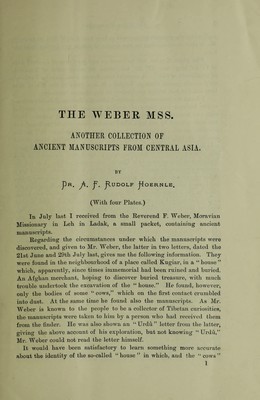 THE WEBER MSS.
ANOTHER COLLECTION OF
ANCIENT MANUSCRIPTS FROM CENTRAL ASIA.
BY
DR. A. F. RUDOLF HOERNLE,
(With four Plates.)
In July last I received from the Reverend F. Weber, Moravian
Missionary in Leh in Ladak, a small packet, containing ancient
manuscripts.
Regarding the circumstances under which the manuscripts were
discovered, and given to Mr. Weber, the latter in two letters, dated the
21st June and 29th July last, gives me the following information. They
were found in the neighbourhood of a place called Kugiar, in a "house"
which, apparently, since times immemorial had been ruined and buried.
An Afghan merchant, hoping to discover buried treasure, with much
trouble undertook the excavation of the "house." He found, however,
only the bodies of some "cows," which on the first contact crumbled
into dust. At the same time he found also the manuscripts. As Mr.
Weber is known to the people to be a collector of Tibetan curiosities,
the manuscripts were taken to him by a person who had received them
from the finder. He was also shown an "Urdū" letter from the latter,
giving the above account of his exploration, but not knowing "Urdū,"
Mr. Weber could not read the letter himself.
It would have been satisfactory to learn something more accurate
about the identity of the so-called "house" in which, and the "cows"
1